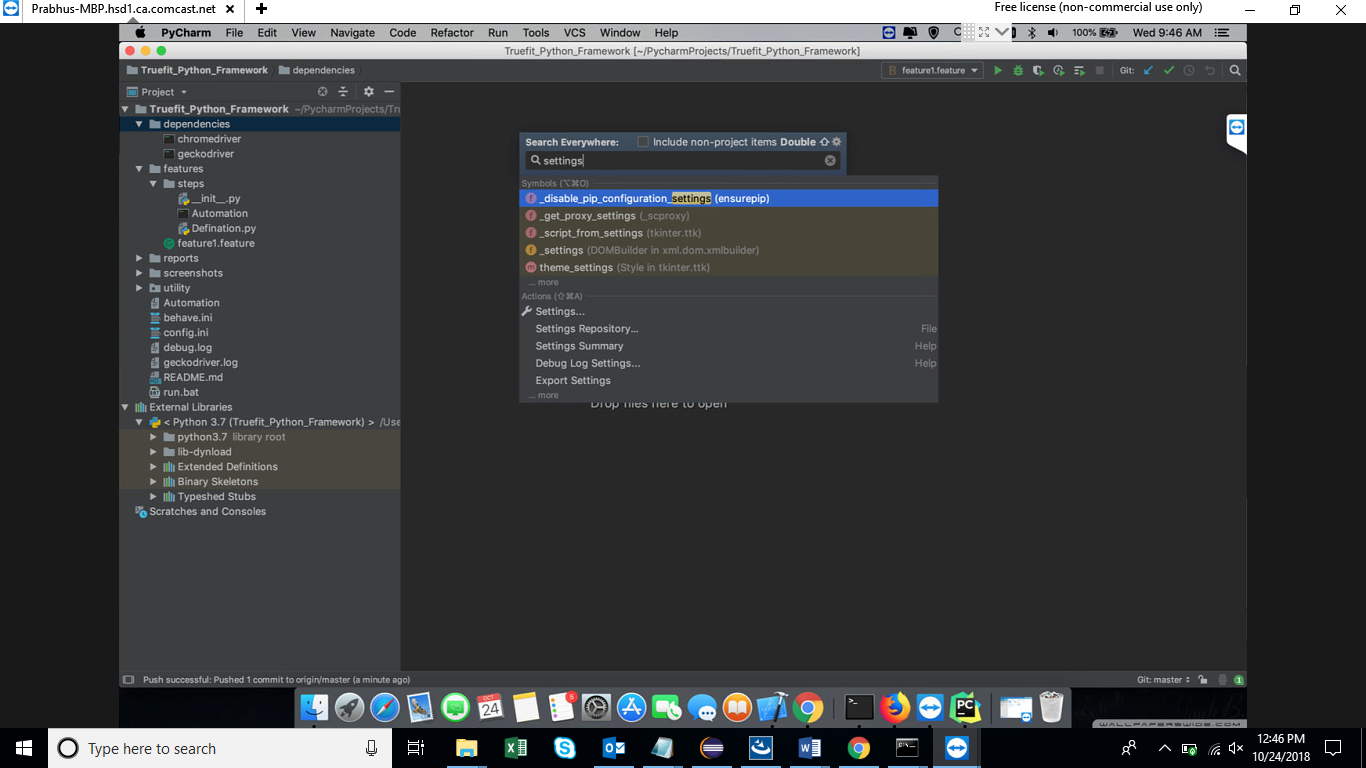 Prabhus-MBP.hsd1.ca.comcast.net
Free license (non-commercial use only)
PyCharm File Edit View Navigate Code Refactor Run Tools VCS Window Help
100% Wed 9:46 AM
Truefit_Python_Framework [~/PycharmProjects/Truefit_Python_Framework]
Truefit_Python_Framework dependencies
feature1.feature
Git:
Project
Truefit_Python_Framework ~/PycharmProjects/Tr
dependencies
chromedriver
geckodriver
features
steps
__init__.py
Automation
Defination.py
feature1.feature
reports
screenshots
utility
Automation
behave.ini
config.ini
debug.log
geckodriver.log
README.md
run.bat
External Libraries
< Python 3.7 (Truefit_Python_Framework) > /Use
python3.7 library root
lib-dynload
Extended Definitions
Binary Skeletons
Typeshed Stubs
Scratches and Consoles
Search Everywhere: Include non-project items Double
settings
Symbols (⌥⌘O)
_disable_pip_configuration_settings (ensurepip)
_get_proxy_settings (_scproxy)
_script_from_settings (tkinter.ttk)
_settings (DOMBuilder in xml.dom.xmlbuilder)
theme_settings (Style in tkinter.ttk)
... more
Actions (⇧⌘A)
Settings...
Settings Repository... File
Settings Summary Help
Debug Log Settings... Help
Export Settings
... more
Drop files here to open
Push successful: Pushed 1 commit to origin/master (a minute ago)
Git: master
1
OCT
24
5
PC
WALLPAPERSWIDE.COM
Type here to search
12:46 PM
10/24/2018